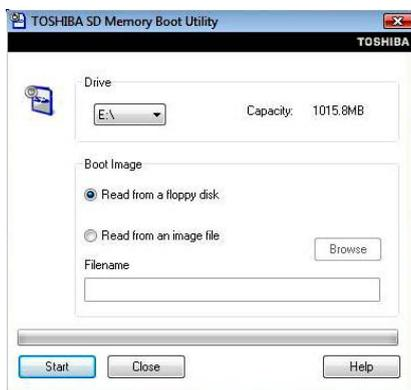 TOSHIBA SD Memory Boot Utility
TOSHIBA
Drive
E:\ Capacity: 1015.8MB
Boot Image
Read from a floppy disk
Read from an image file
Browse
Filename
Start Close Help